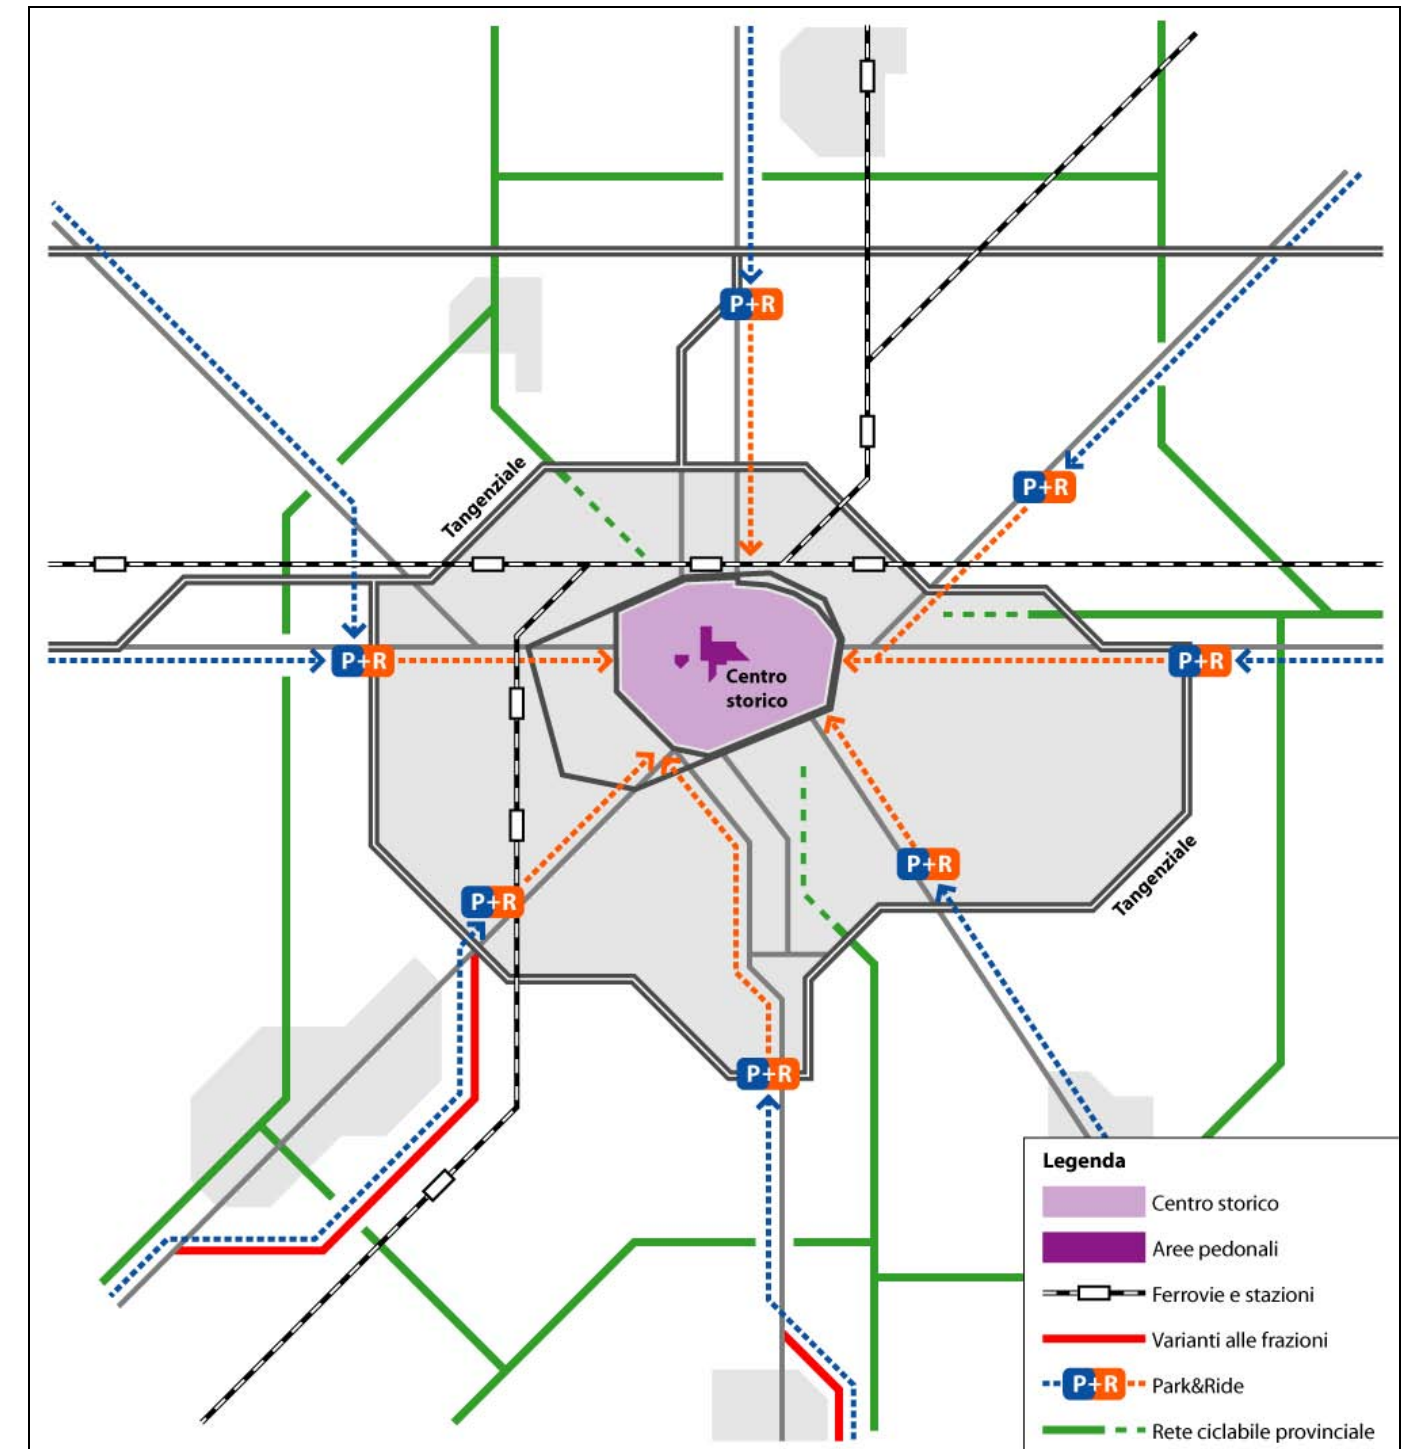 P+R
Tangenziale
P+R
P+R
P+R
Centro
storico
P+R
P+R
Tangenziale
P+R
Legenda
Centro storico
Aree pedonali
Ferrovie e stazioni
Varianti alle frazioni
P+R Park&Ride
Rete ciclabile provinciale